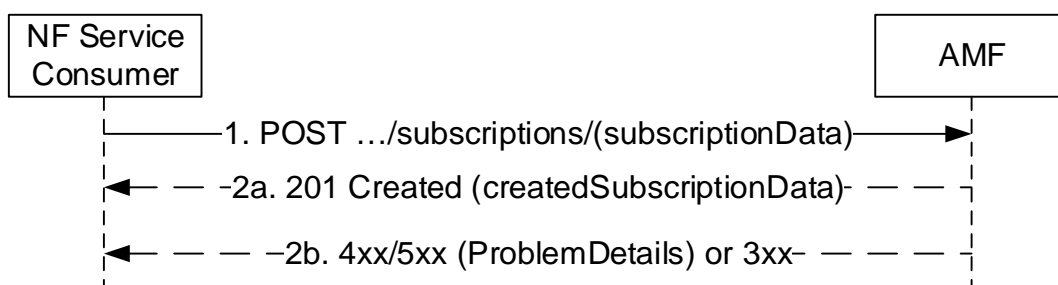 NF Service
Consumer
AMF
1. POST …/subscriptions/(subscriptionData)
2a. 201 Created (createdSubscriptionData)
2b. 4xx/5xx (ProblemDetails) or 3xx